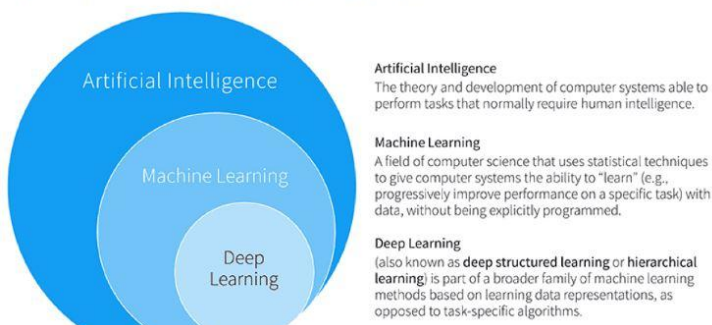 Artificial Intelligence
Machine Learning
Deep
Learning
Artificial Intelligence
The theory and development of computer systems able to
perform tasks that normally require human intelligence.
Machine Learning
A field of computer science that uses statistical techniques
to give computer systems the ability to “learn” (e.g.,
progressively improve performance on a specific task) with
data, without being explicitly programmed.
Deep Learning
(also known as deep structured learning or hierarchical
learning) is part of a broader family of machine learning
methods based on learning data representations, as
opposed to task-specific algorithms.